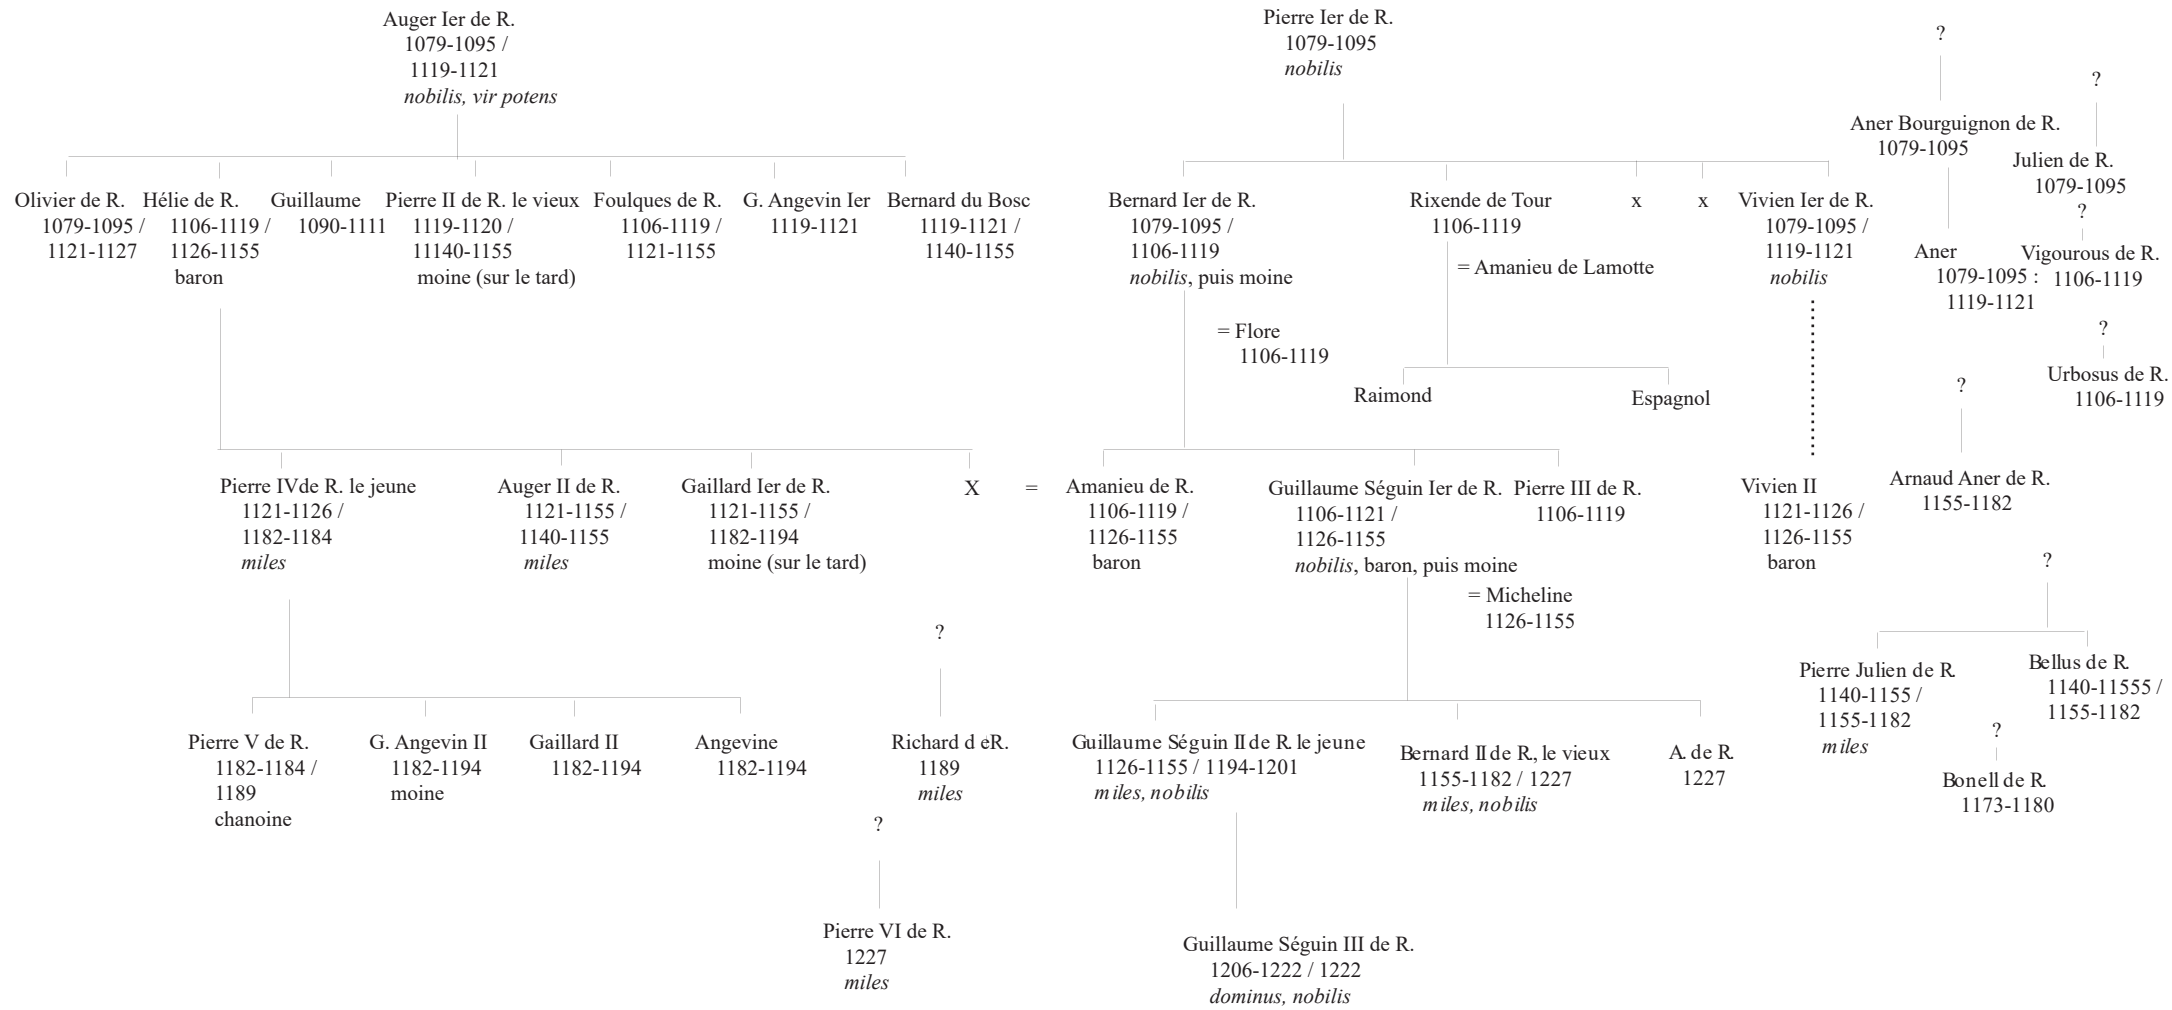 Auger Ier de R.
1079-1095 /
1119-1121
nobilis, vir potens
Pierre Ier de R.
1079-1095
nobilis
?
?
Aner Bourguignon de R.
1079-1095
Julien de R.
1079-1095
Olivier de R.
1079-1095 /
1121-1127
Hélie de R.
1106-1119 /
1126-1155
baron
Guillaume
1090-1111
Pierre II de R. le vieux
1119-1120 /
11140-1155
moine (sur le tard)
Foulques de R.
1106-1119 /
1121-1155
G. Angevin Ier
1119-1121
Bernard du Bosc
1119-1121 /
1140-1155
Bernard Ier de R.
1079-1095 /
1106-1119
nobilis, puis moine
Rixende de Tour
1106-1119
= Amanieu de Lamotte
x
x
Vivien Ier de R.
1079-1095 /
1119-1121
nobilis
Aner
1079-1095 :
1119-1121
?
Vigourous de R.
1106-1119
= Flore
1106-1119
Raimond
Espagnol
?
Urbosus de R.
1106-1119
?
Pierre IVde R. le jeune
1121-1126 /
1182-1184
miles
Auger II de R.
1121-1155 /
1140-1155
miles
Gaillard Ier de R.
1121-1155 /
1182-1194
moine (sur le tard)
X
=
Amanieu de R.
1106-1119 /
1126-1155
baron
Guillaume Séguin Ier de R.
1106-1121 /
1126-1155
nobilis, baron, puis moine
= Micheline
1126-1155
Pierre III de R.
1106-1119
Vivien II
1121-1126 /
1126-1155
baron
Arnaud Aner de R.
1155-1182
?
Pierre Julien de R.
1140-1155 /
1155-1182
miles
Bellus de R.
1140-11555 /
1155-1182
?
Bonell de R.
1173-1180
Pierre V de R.
1182-1184 /
1189
chanoine
G. Angevin II
1182-1194
moine
Gaillard II
1182-1194
Angevine
1182-1194
?
Richard d eR.
1189
miles
Guillaume Séguin II de R. le jeune
1126-1155 / 1194-1201
miles, nobilis
Bernard II de R., le vieux
1155-1182 / 1227
miles, nobilis
A. de R.
1227
?
Pierre VI de R.
1227
miles
Guillaume Séguin III de R.
1206-1222 / 1222
dominus, nobilis